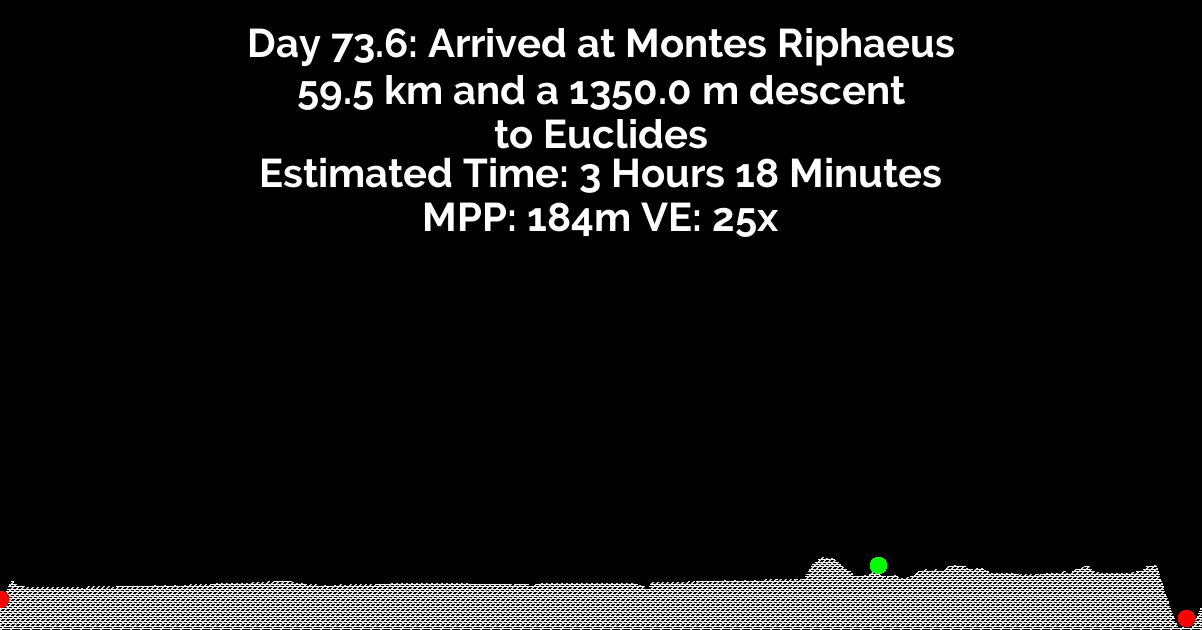 Day 73.6: Arrived at Montes Riphaeus
59.5 km and a 1350.0 m descent
to Euclides
Estimated Time: 3 Hours 18 Minutes
MPP: 184m VE: 25x